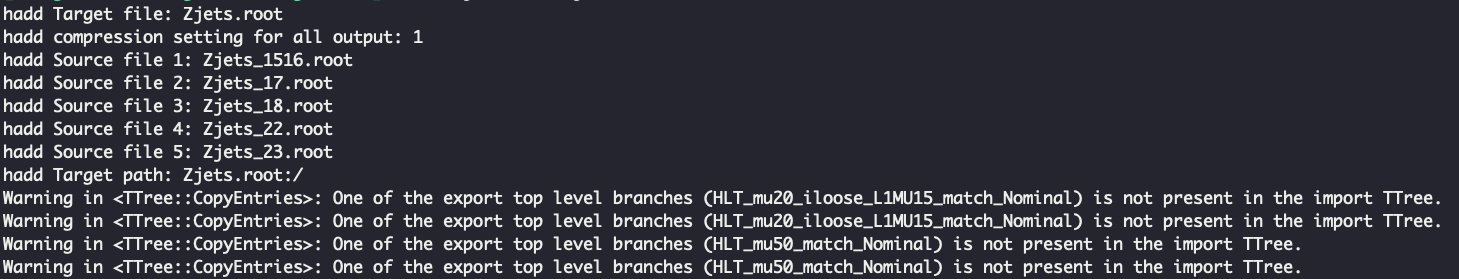 hadd Target file: Zjets.root
hadd compression setting for all output: 1
hadd Source file 1: Zjets_1516.root
hadd Source file 2: Zjets_17.root
hadd Source file 3: Zjets_18.root
hadd Source file 4: Zjets_22.root
hadd Source file 5: Zjets_23.root
hadd Target path: Zjets.root:/
Warning in <TTree::CopyEntries>: One of the export top level branches (HLT_mu20_iloose_L1MU15_match_Nominal) is not present in the import TTree.
Warning in <TTree::CopyEntries>: One of the export top level branches (HLT_mu20_iloose_L1MU15_match_Nominal) is not present in the import TTree.
Warning in <TTree::CopyEntries>: One of the export top level branches (HLT_mu50_match_Nominal) is not present in the import TTree.
Warning in <TTree::CopyEntries>: One of the export top level branches (HLT_mu50_match_Nominal) is not present in the import TTree.